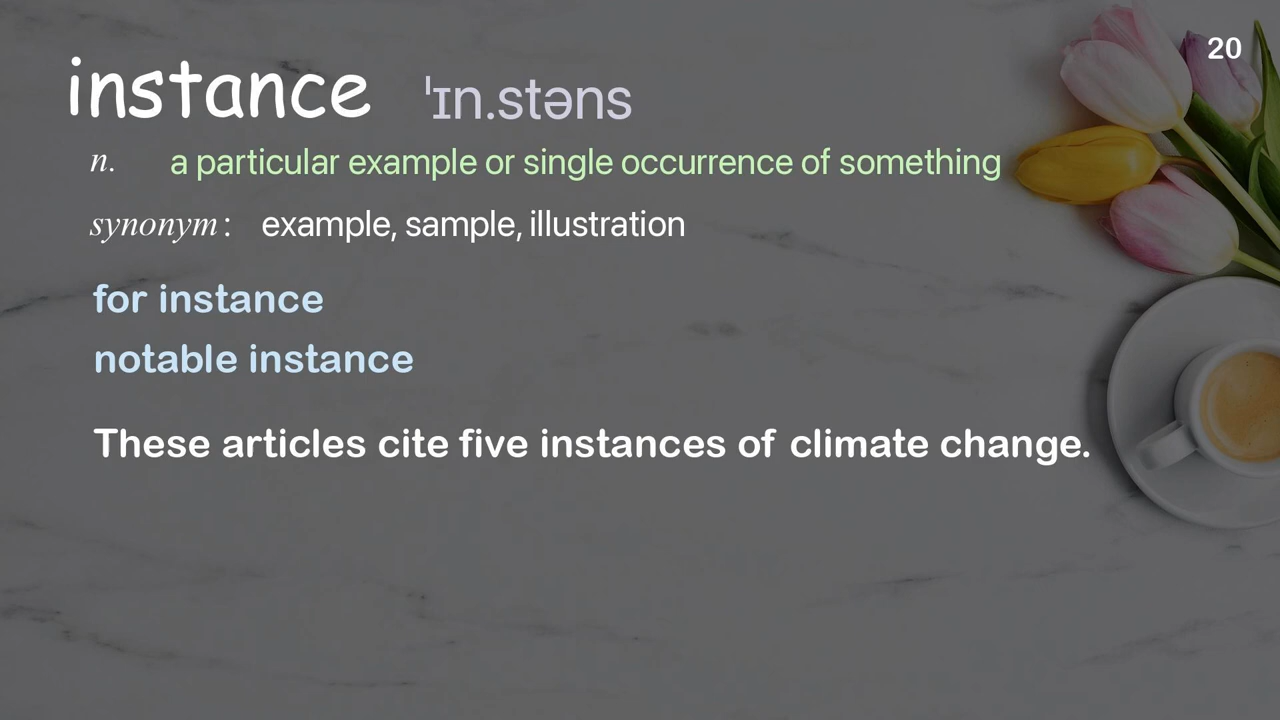 20
instance ˈɪn.stəns
n. a particular example or single occurrence of something
synonym: example, sample, illustration
for instance
notable instance
These articles cite five instances of climate change.